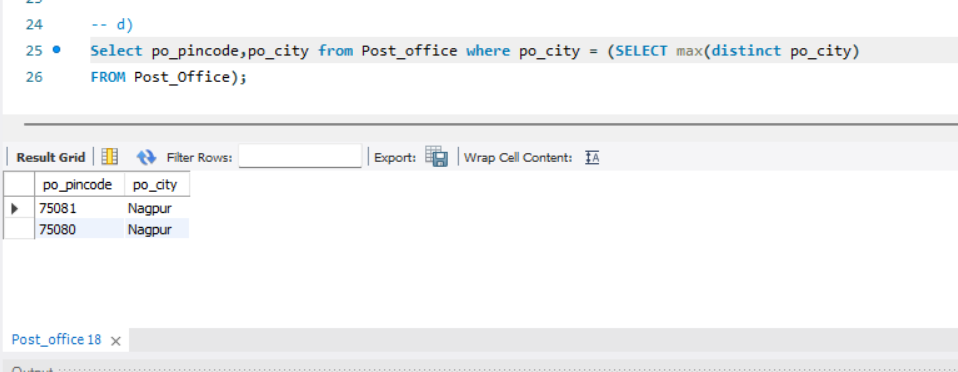 24 -- d)
25 Select po_pincode,po_city from Post_office where po_city = (SELECT max(distinct po_city)
26 FROM Post_Office);
Result Grid Filter Rows: Export: Wrap Cell Content:
po_pincode po_city
75081 Nagpur
75080 Nagpur
Post_office 18